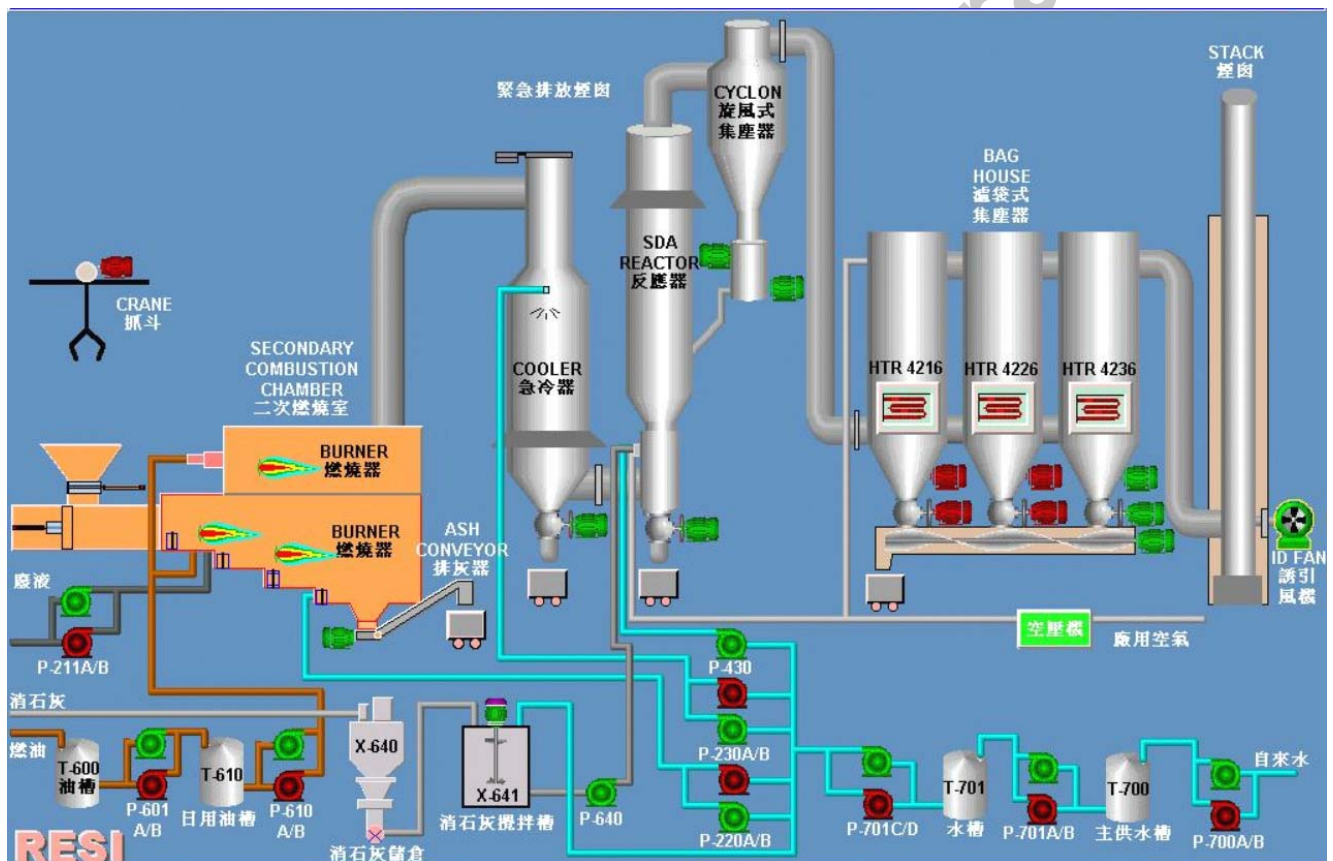 STACK
煙囪
緊急排放煙囪
CYCLON
旋風式
集塵器
BAG
HOUSE
濾袋式
集塵器
SDA
REACTOR
反應器
CRANE
抓斗
SECONDARY
COMBUSTION
CHAMBER
二次燃燒室
COOLER
急冷器
HTR 4216
HTR 4226
HTR 4236
BURNER
燃燒器
BURNER
燃燒器
ASH
CONVEYOR
排灰器
ID FAN
誘引
風機
廢液
P-211A/B
空壓機
廠用空氣
P-430
消石灰
燃油
T-600
油槽
P-601
A/B
T-610
日用油槽
P-610
A/B
X-640
消石灰儲倉
X-641
消石灰攪拌槽
P-640
P-230A/B
P-220A/B
P-701C/D
T-701
水槽
P-701A/B
T-700
主供水槽
P-700A/B
自來水
RESI